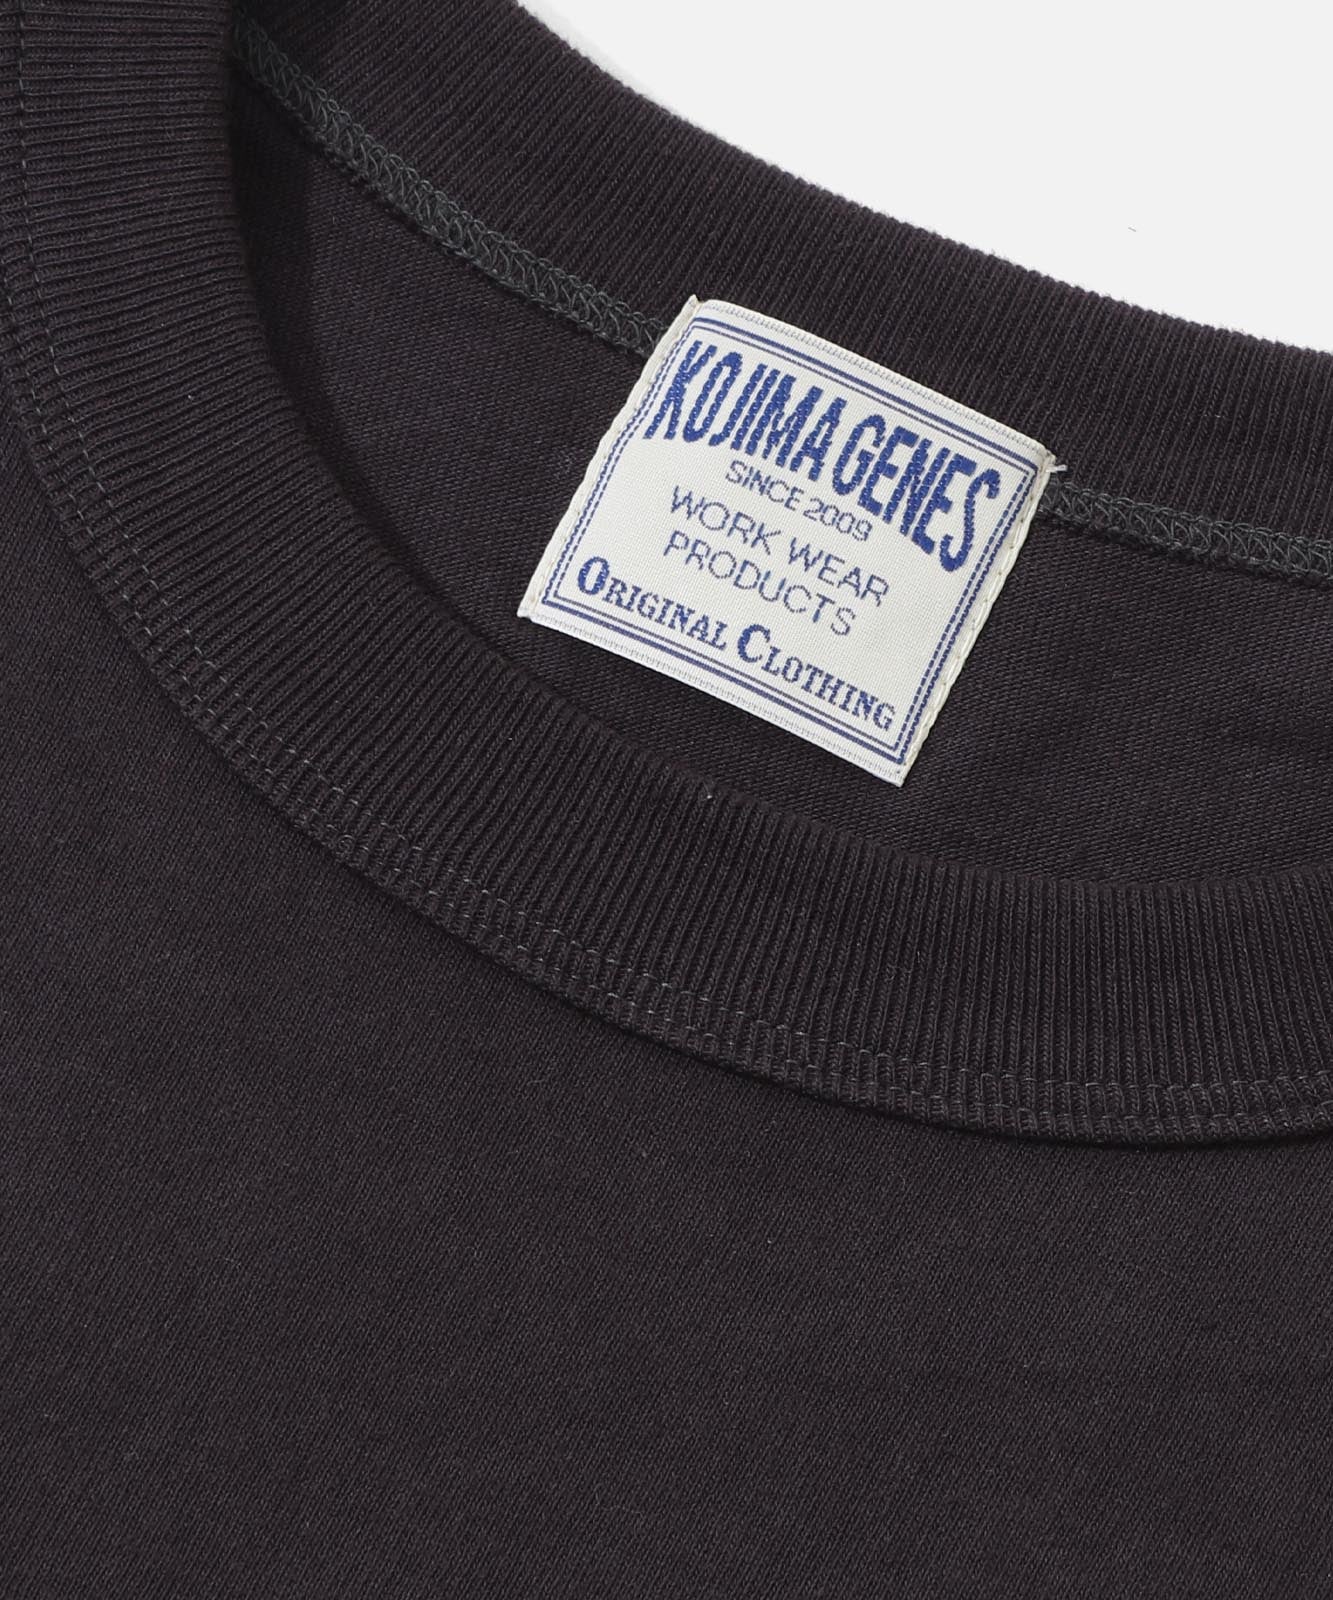 KOJIMA GENES
SINCE 2009
WORK WEAR
PRODUCTS
ORIGINAL CLOTHING